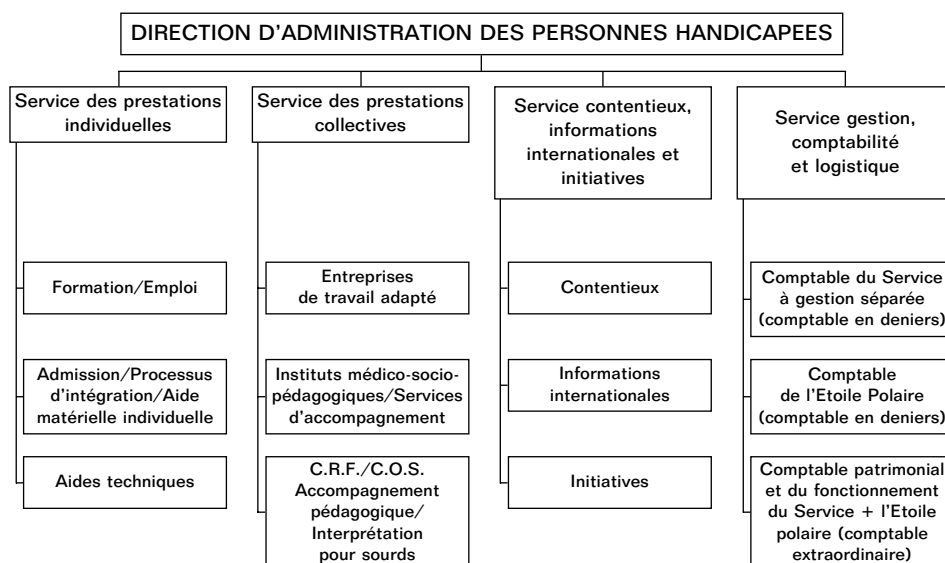 DIRECTION D'ADMINISTRATION DES PERSONNES HANDICAPEES
Service des prestations
individuelles
Service des prestations
collectives
Service contentieux,
informations
internationales et
initiatives
Service gestion,
comptabilité
et logistique
Formation/Emploi
Entreprises
de travail adapté
Contentieux
Comptable du Service
à gestion séparée
(comptable en deniers)
Admission/Processus
d'intégration/Aide
matérielle individuelle
Instituts médico-socio-
pédagogiques/Services
d'accompagnement
Informations
internationales
Comptable
de l'Etoile Polaire
(comptable en deniers)
Aides techniques
C.R.F./C.O.S.
Accompagnement
pédagogique/
Interprétation
pour sourds
Initiatives
Comptable patrimonial
et du fonctionnement
du Service + l'Etoile
polaire (comptable
extraordinaire)